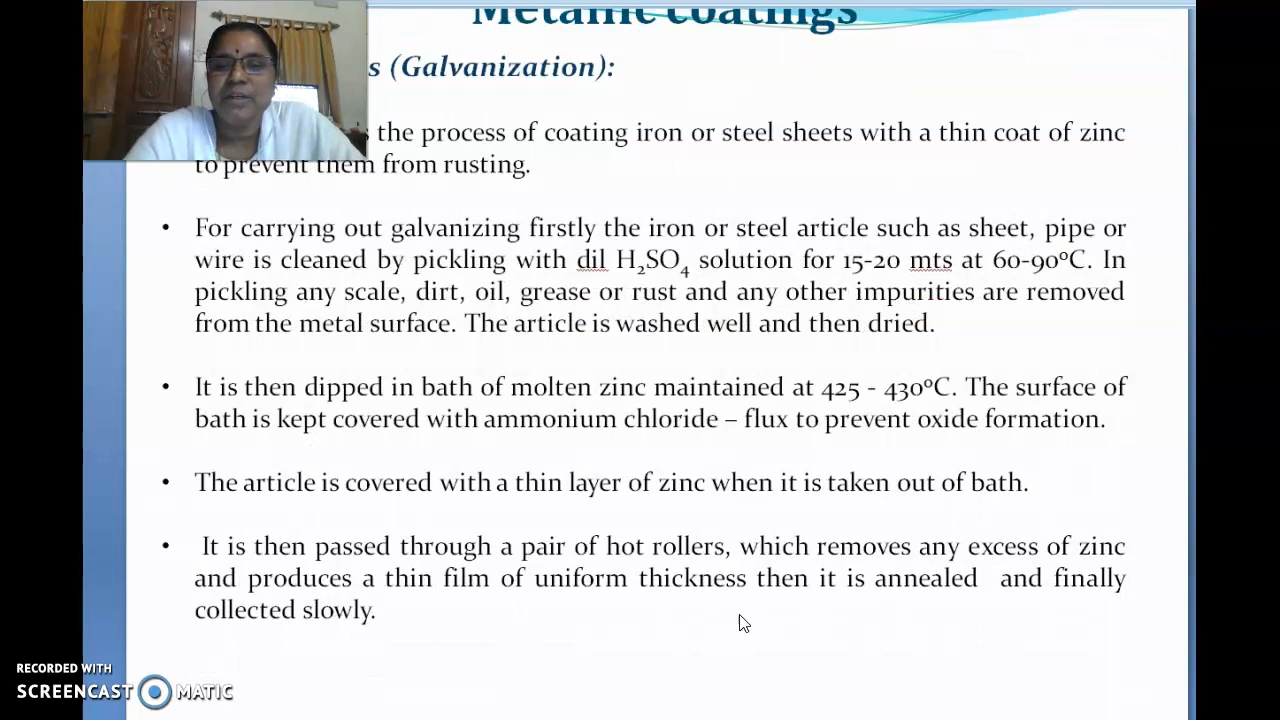 Metallic coatings
s (Galvanization):
the process of coating iron or steel sheets with a thin coat of zinc
to prevent them from rusting.
• For carrying out galvanizing firstly the iron or steel article such as sheet, pipe or
wire is cleaned by pickling with dil H₂SO₄ solution for 15-20 mts at 60-90⁰C. In
pickling any scale, dirt, oil, grease or rust and any other impurities are removed
from the metal surface. The article is washed well and then dried.
• It is then dipped in bath of molten zinc maintained at 425 - 430⁰C. The surface of
bath is kept covered with ammonium chloride – flux to prevent oxide formation.
• The article is covered with a thin layer of zinc when it is taken out of bath.
• It is then passed through a pair of hot rollers, which removes any excess of zinc
and produces a thin film of uniform thickness then it is annealed and finally
collected slowly.
RECORDED WITH
SCREENCAST MATIC